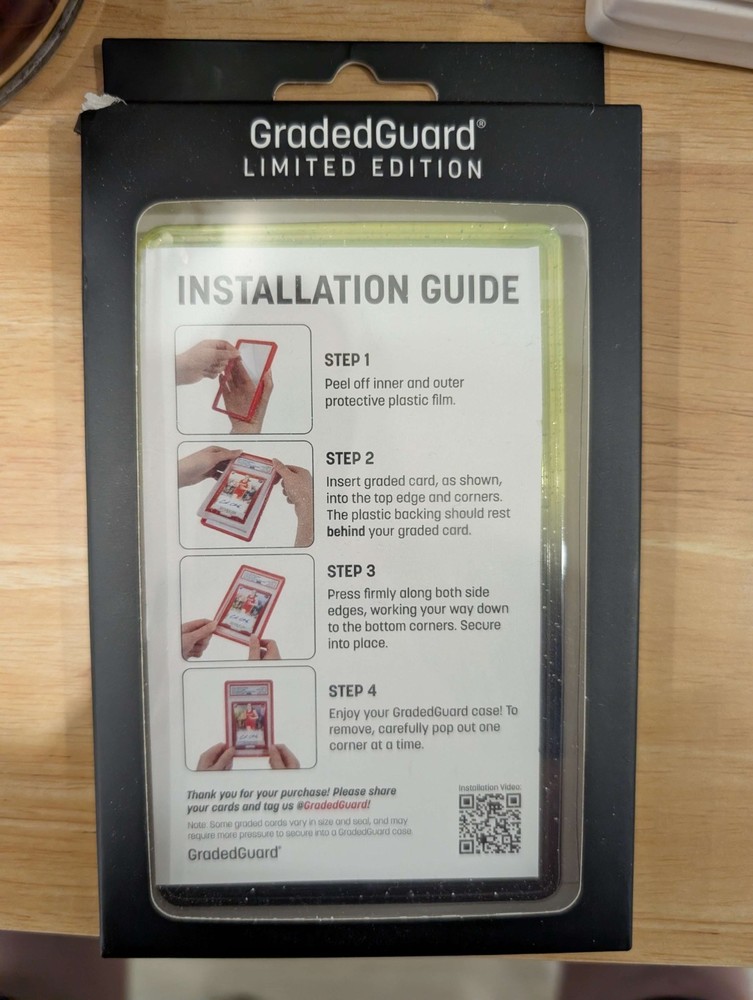 GradedGuard®
LIMITED EDITION
INSTALLATION GUIDE
STEP 1
Peel off inner and outer
protective plastic film.
STEP 2
Insert graded card, as shown,
into the top edge and corners.
The plastic backing should rest
behind your graded card.
STEP 3
Press firmly along both side
edges, working your way down
to the bottom corners. Secure
into place.
STEP 4
Enjoy your GradedGuard case! To
remove, carefully pop out one
corner at a time.
Thank you for your purchase! Please share
your cards and tag us @GradedGuard!
Note: Some graded cards vary in size and seal, and may
require more pressure to secure into a GradedGuard case.
GradedGuard®
Installation Video: